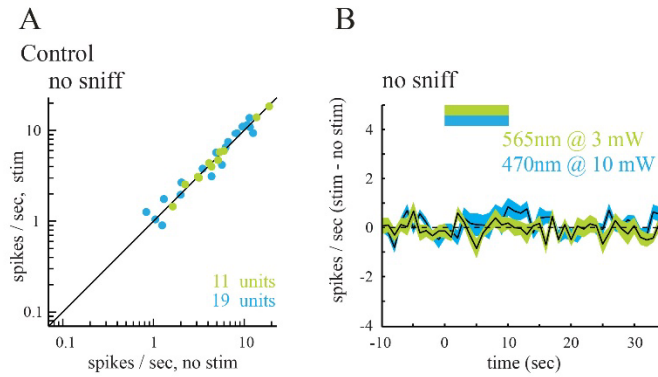 A
Control
no sniff
spikes / sec, stim
10
1
0.1
0.1
1
10
spikes / sec, no stim
11 units
19 units
B
no sniff
565nm @ 3 mW
470nm @ 10 mW
spikes / sec (stim - no stim)
4
2
0
-2
-4
-10
0
10
20
30
time (sec)